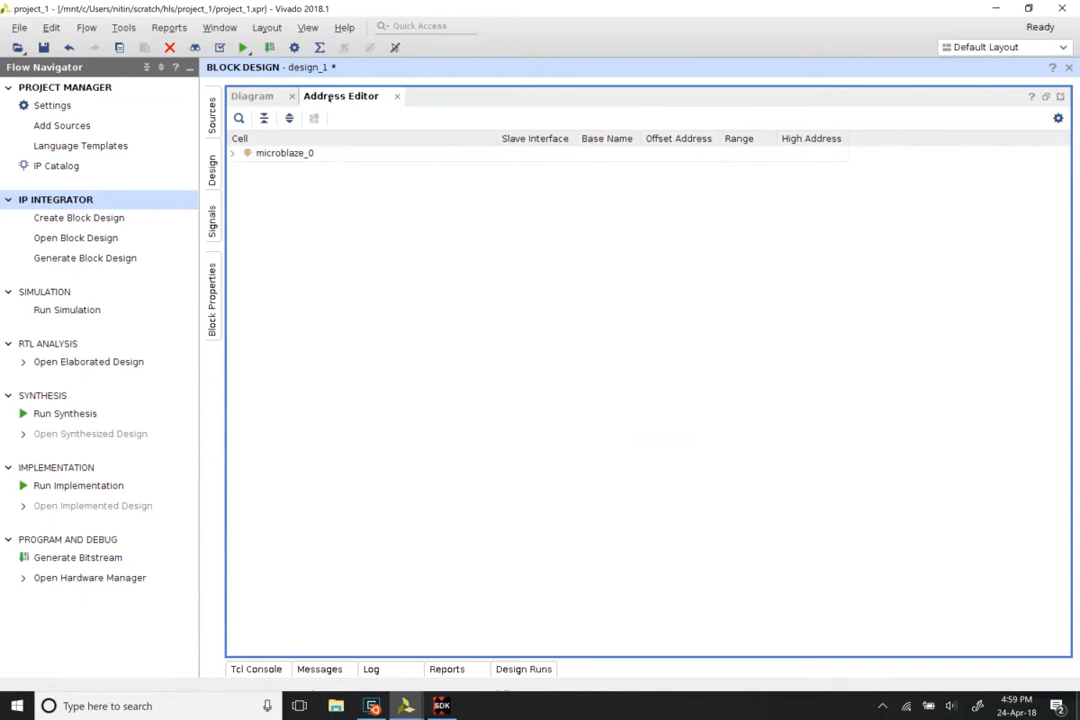 project_1 - [/mnt/c/Users/nitin/scratch/hls/project_1/project_1.xpr] - Vivado 2018.1
File Edit Flow Tools Reports Window Layout View Help Quick Access Ready
Default Layout
Flow Navigator
PROJECT MANAGER
Settings
Add Sources
Language Templates
IP Catalog
IP INTEGRATOR
Create Block Design
Open Block Design
Generate Block Design
SIMULATION
Run Simulation
RTL ANALYSIS
Open Elaborated Design
SYNTHESIS
Run Synthesis
Open Synthesized Design
IMPLEMENTATION
Run Implementation
Open Implemented Design
PROGRAM AND DEBUG
Generate Bitstream
Open Hardware Manager
BLOCK DESIGN - design_1 *
Sources
Design
Signals
Block Properties
Diagram Address Editor
Cell Slave Interface Base Name Offset Address Range High Address
microblaze_0
Tcl Console Messages Log Reports Design Runs
Type here to search
SDK
4:59 PM
24-Apr-18
2